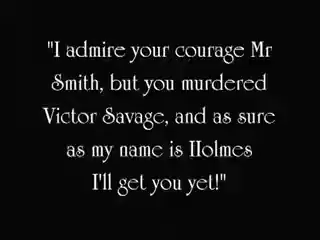 "I admire your courage Mr
Smith, but you murdered
Victor Savage, and as sure
as my name is Holmes
I'll get you yet!"